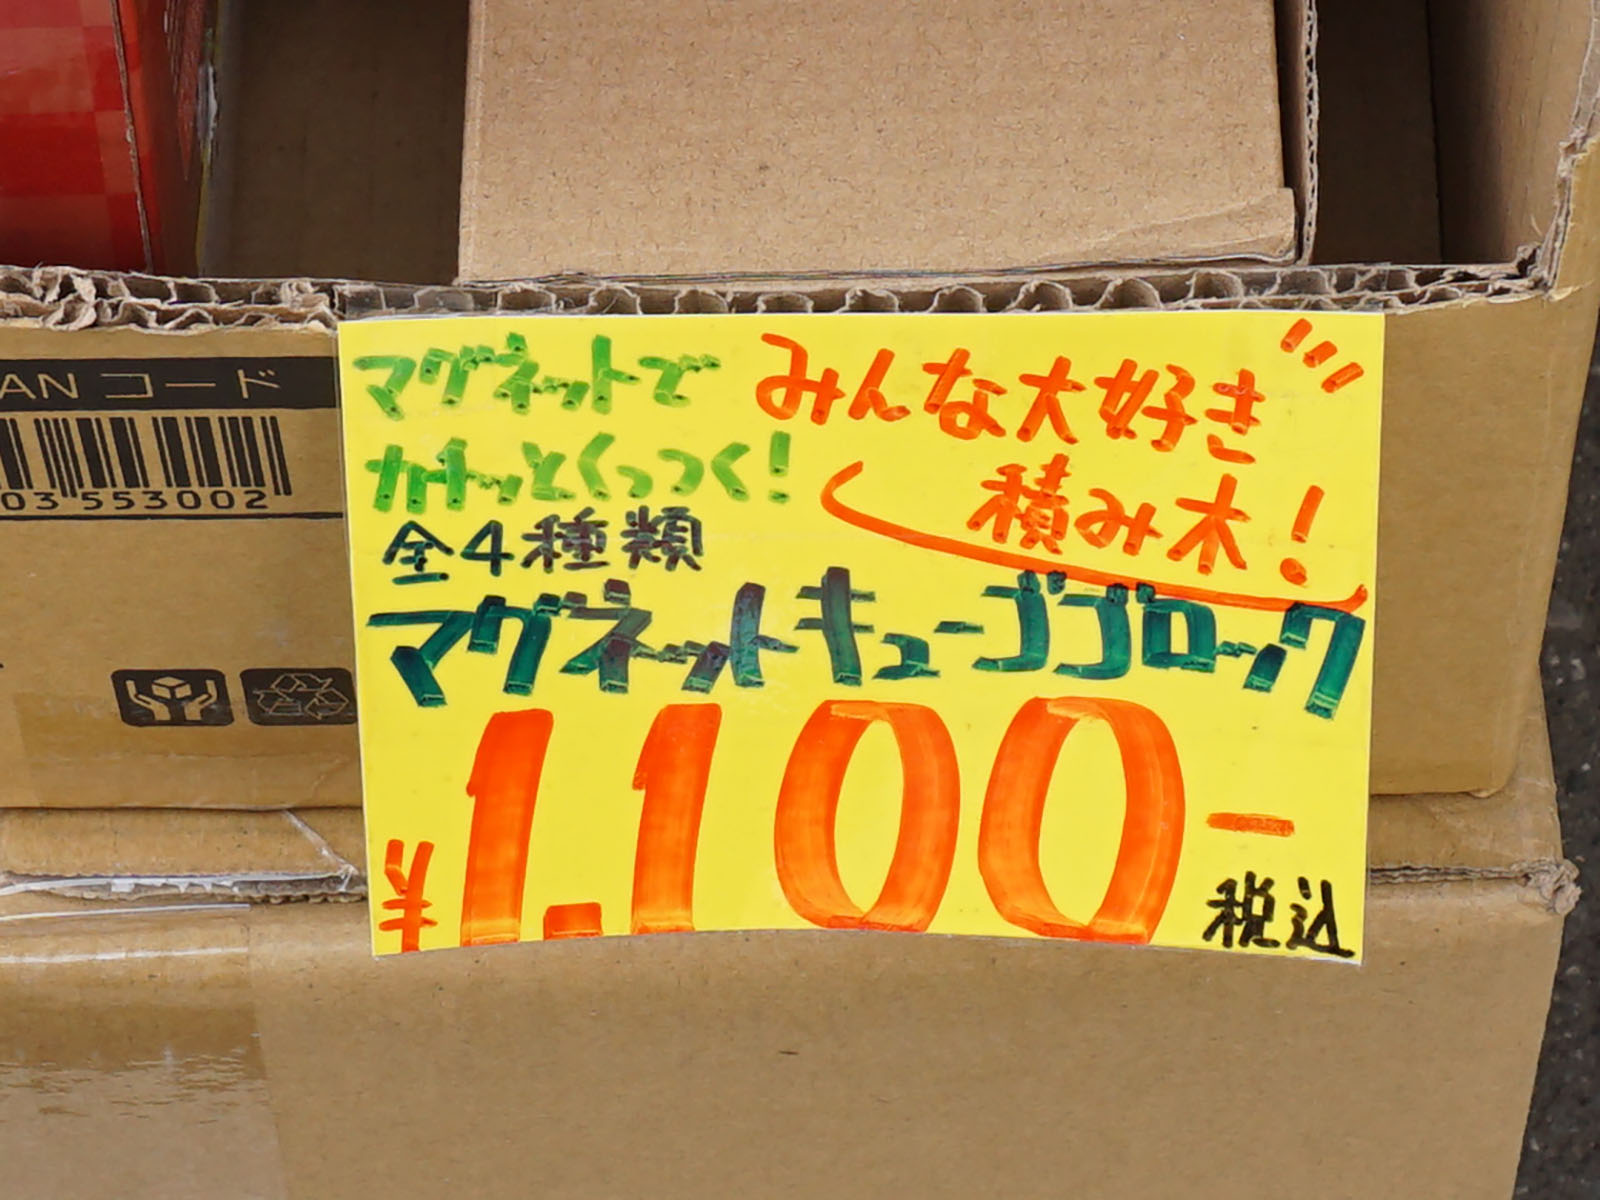 AN コード
03 553002
マグネットで
カチッとくっつく!
全4種類
みんな大好き
積み木!
マグネットキューブブロック
¥1,100-
税込